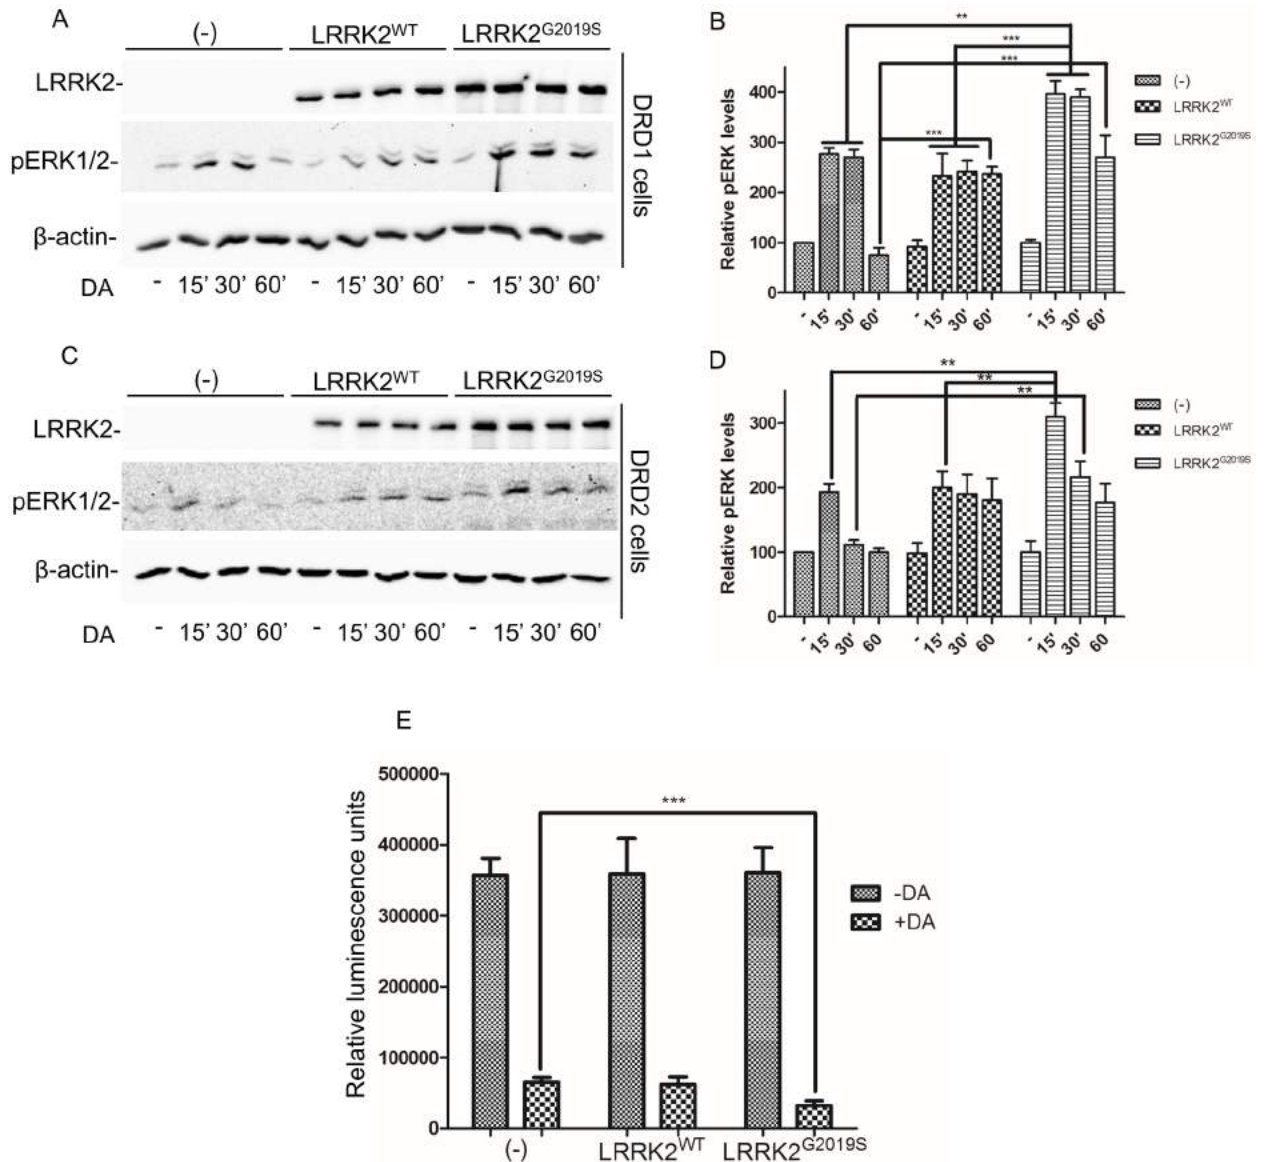 A
(-) LRRK2WT LRRK2G2019S
LRRK2-
pERK1/2-
β-actin-
DA - 15' 30' 60' - 15' 30' 60' - 15' 30' 60'
DRD1 cells
B
**
***
***
***
Relative pERK levels
400
300
200
100
0
- 15' 30' 60' - 15' 30' 60' - 15' 30' 60'
(-)
LRRK2WT
LRRK2G2019S
C
(-) LRRK2WT LRRK2G2019S
LRRK2-
pERK1/2-
β-actin-
DA - 15' 30' 60' - 15' 30' 60' - 15' 30' 60'
DRD2 cells
D
**
**
**
Relative pERK levels
300
200
100
0
- 15' 30' 60 - 15' 30' 60 - 15' 30' 60
(-)
LRRK2WT
LRRK2G2019S
E
***
Relative luminescence units
500000
400000
300000
200000
100000
0
(-) LRRK2WT LRRK2G2019S
-DA
+DA